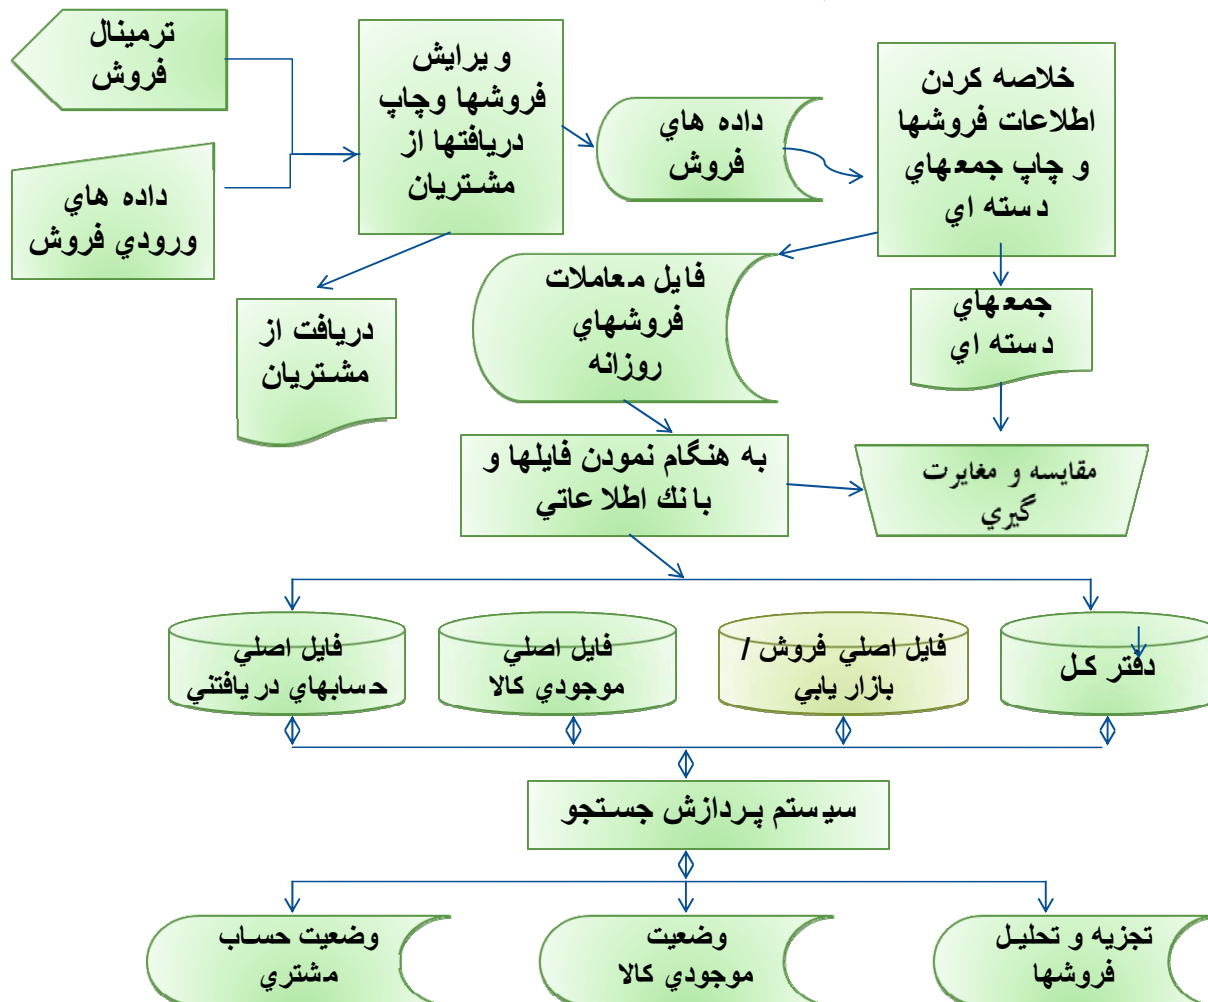 ترمينال
فروش
داده هاي
ورودي فروش
ويرايش
فروشها وچاپ
دريافتها از
مشتريان
داده هاي
فروش
خلاصه كردن
اطلاعات فروشها
و چاپ جمعهاي
دسته اي
دريافت از
مشتريان
فايل معاملات
فروشهاي
روزانه
جمعهاي
دسته اي
به هنگام نمودن فايلها و
بانك اطلاعاتي
مقايسه و مغايرت
گيري
فايل اصلي
حسابهاي دريافتني
فايل اصلي
موجودي كالا
فايل اصلي فروش /
بازار يابي
دفتر كل
سيستم پردازش جستجو
وضعيت حساب
مشتري
وضعيت
موجودي كالا
تجزيه و تحليل
فروشها